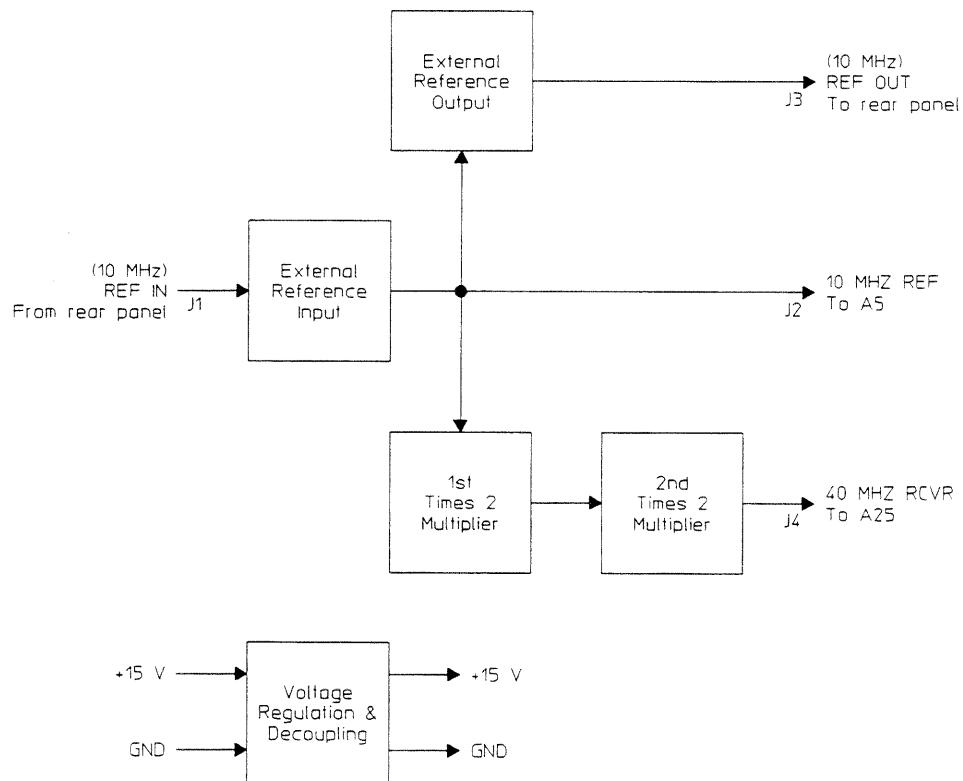 External
Reference
Output
(10 MHz)
REF OUT
To rear panel
J3
(10 MHz)
REF IN
From rear panel
J1
External
Reference
Input
10 MHZ REF
To A5
J2
1st
Times 2
Multiplier
2nd
Times 2
Multiplier
40 MHZ RCVR
To A25
J4
+15 V
GND
Voltage
Regulation &
Decoupling
+15 V
GND